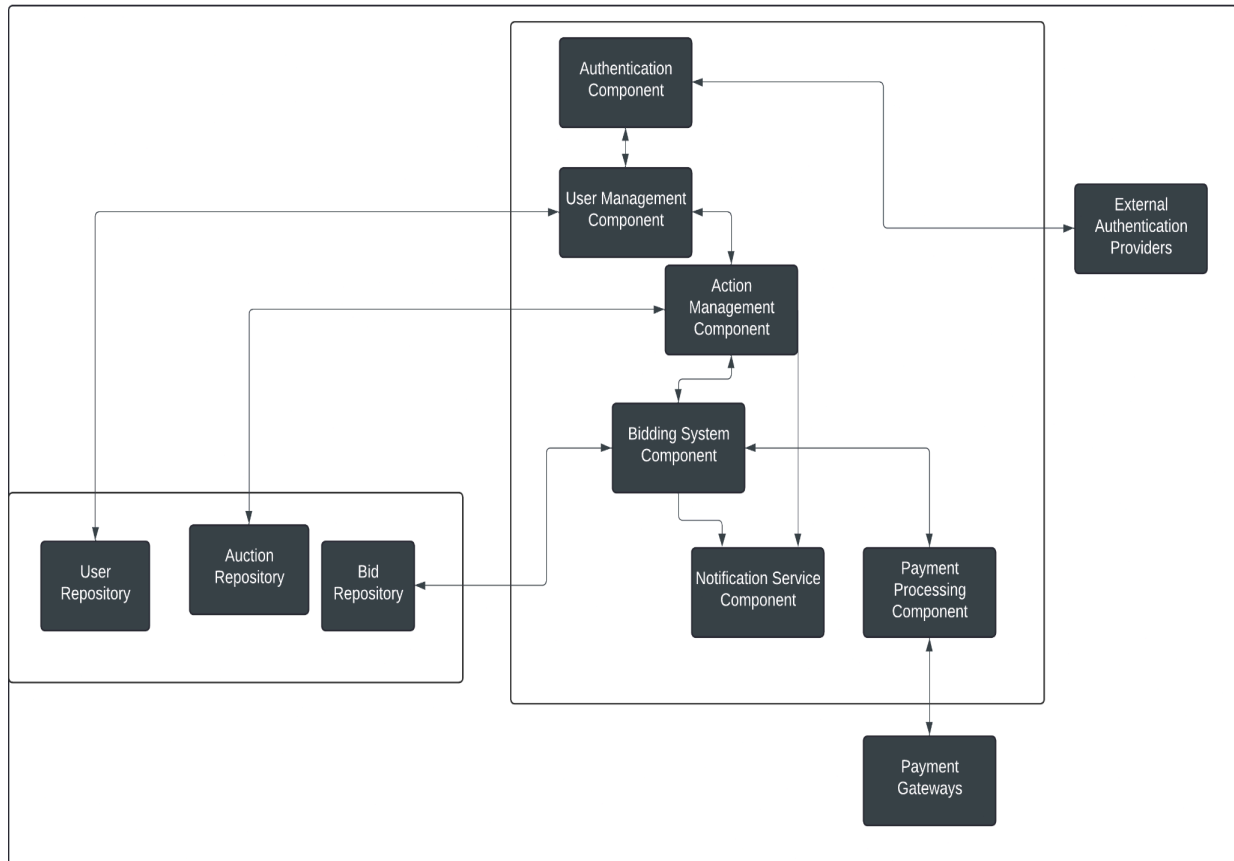 Authentication
Component
User Management
Component
External
Authentication
Providers
Action
Management
Component
Bidding System
Component
User
Repository
Auction
Repository
Bid
Repository
Notification Service
Component
Payment
Processing
Component
Payment
Gateways